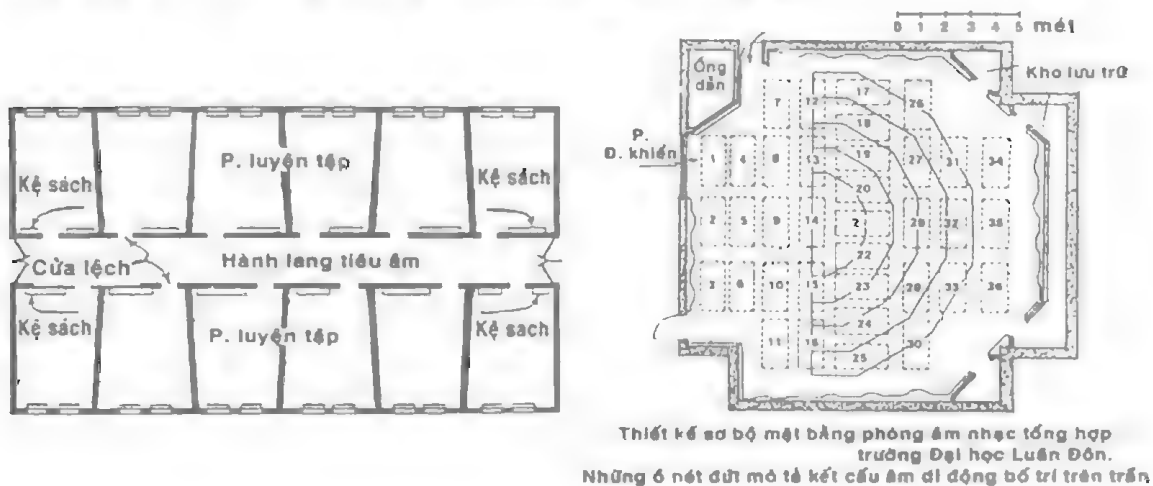 P. luyện tập
Kệ sách
Kệ sách
Cửa lệch
Hành lang tiêu âm
Kệ sách
P. luyện tập
Kệ sách
0 1 2 3 4 5 mét
Ống
dẫn
Kho lưu trữ
P.
Đ. khiển
7 12 17 26
18
1 4 8 13 19 27 31 34
20
2 5 9 14 2 28 32 35
22
3 6 10 15 23 29 33 36
24
11 16 25 30
Thiết kế sơ bộ mặt bằng phòng âm nhạc tổng hợp
trường Đại học Luân Đôn.
Những ô nét đứt mô tả kết cấu âm di động bố trí trên trần